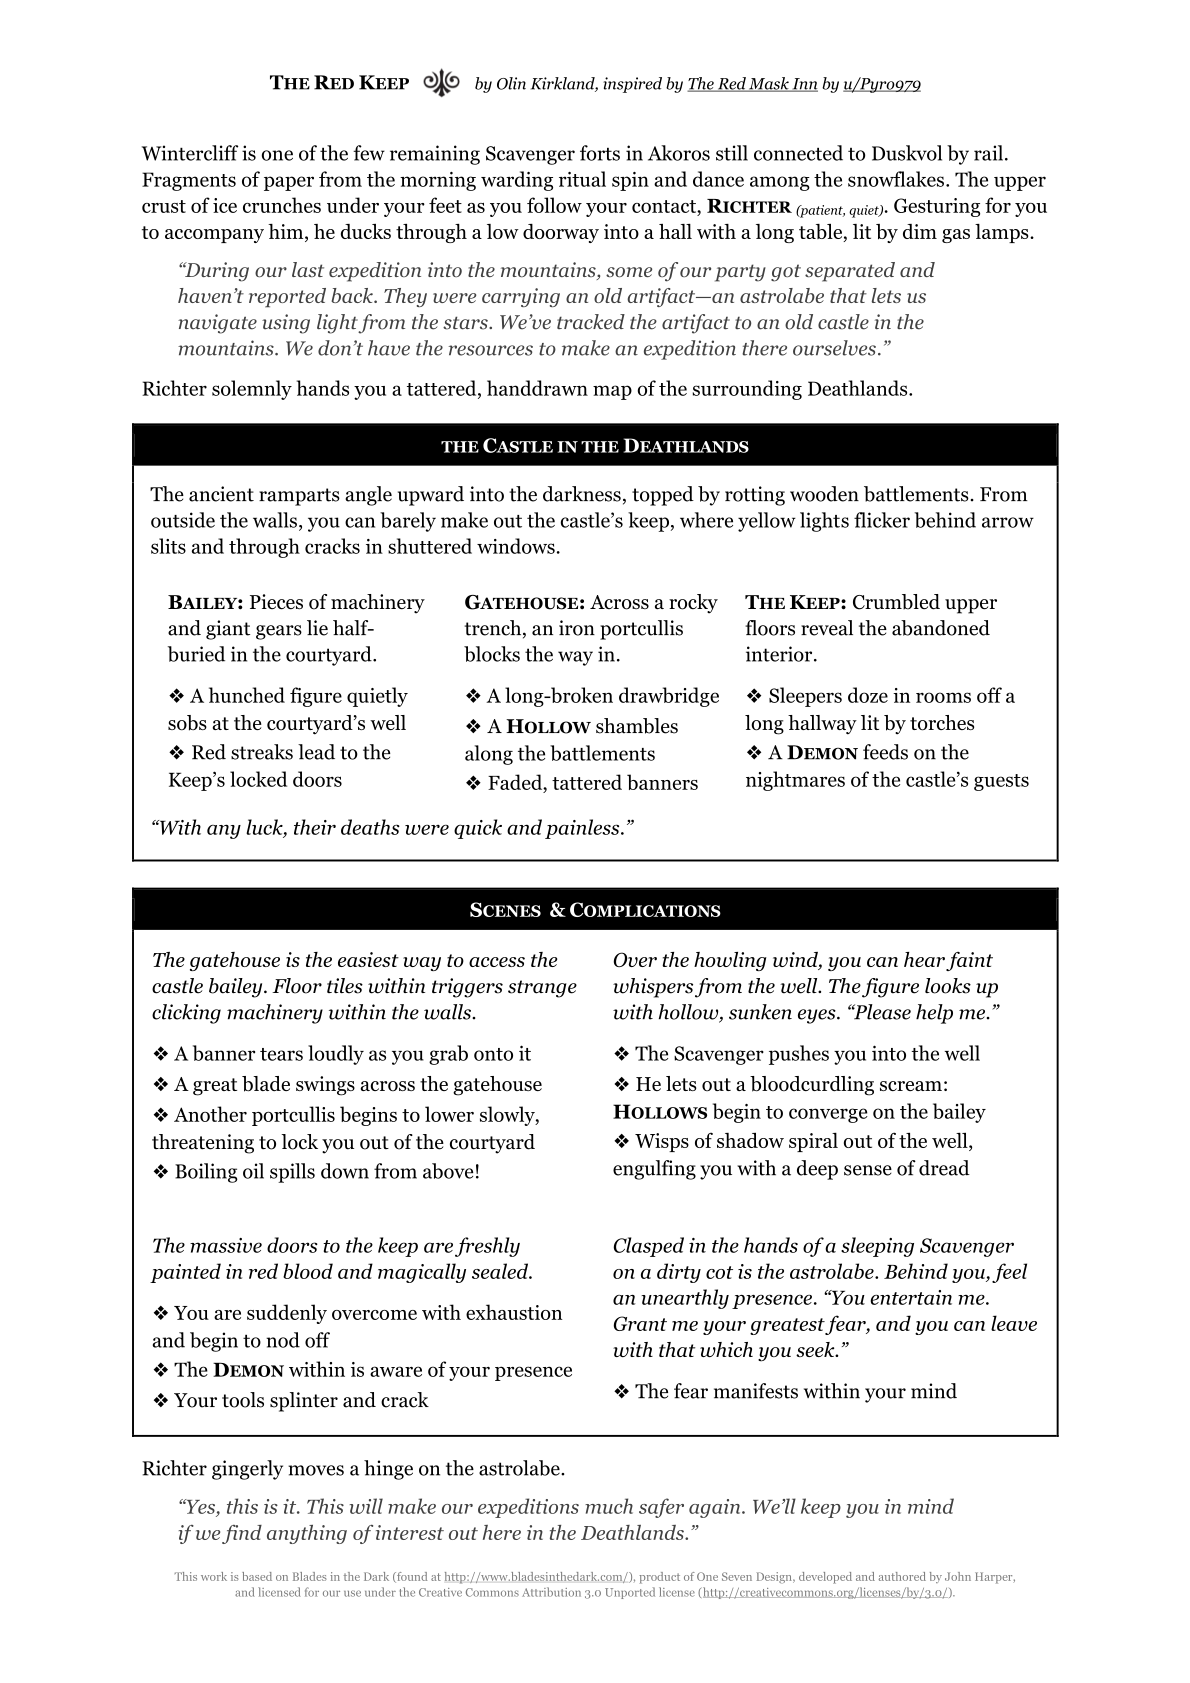 THE RED KEEP by Olin Kirkland, inspired by The Red Mask Inn by u/Pyro979
Wintercliff is one of the few remaining Scavenger forts in Akoros still connected to Duskvol by rail.
Fragments of paper from the morning warding ritual spin and dance among the snowflakes. The upper
crust of ice crunches under your feet as you follow your contact, RICHTER (patient, quiet). Gesturing for you
to accompany him, he ducks through a low doorway into a hall with a long table, lit by dim gas lamps.
“During our last expedition into the mountains, some of our party got separated and
haven’t reported back. They were carrying an old artifact—an astrolabe that lets us
navigate using light from the stars. We’ve tracked the artifact to an old castle in the
mountains. We don’t have the resources to make an expedition there ourselves.”
Richter solemnly hands you a tattered, handdrawn map of the surrounding Deathlands.
THE CASTLE IN THE DEATHLANDS
The ancient ramparts angle upward into the darkness, topped by rotting wooden battlements. From
outside the walls, you can barely make out the castle’s keep, where yellow lights flicker behind arrow
slits and through cracks in shuttered windows.
BAILEY: Pieces of machinery
and giant gears lie half-
buried in the courtyard.
❖ A hunched figure quietly
sobs at the courtyard’s well
❖ Red streaks lead to the
Keep’s locked doors
GATEHOUSE: Across a rocky
trench, an iron portcullis
blocks the way in.
❖ A long-broken drawbridge
❖ A HOLLOW shambles
along the battlements
❖ Faded, tattered banners
THE KEEP: Crumbled upper
floors reveal the abandoned
interior.
❖ Sleepers doze in rooms off a
long hallway lit by torches
❖ A DEMON feeds on the
nightmares of the castle’s guests
“With any luck, their deaths were quick and painless.”
SCENES & COMPLICATIONS
The gatehouse is the easiest way to access the
castle bailey. Floor tiles within triggers strange
clicking machinery within the walls.
❖ A banner tears loudly as you grab onto it
❖ A great blade swings across the gatehouse
❖ Another portcullis begins to lower slowly,
threatening to lock you out of the courtyard
❖ Boiling oil spills down from above!
Over the howling wind, you can hear faint
whispers from the well. The figure looks up
with hollow, sunken eyes. “Please help me.”
❖ The Scavenger pushes you into the well
❖ He lets out a bloodcurdling scream:
HOLLOWS begin to converge on the bailey
❖ Wisps of shadow spiral out of the well,
engulfing you with a deep sense of dread
The massive doors to the keep are freshly
painted in red blood and magically sealed.
❖ You are suddenly overcome with exhaustion
and begin to nod off
❖ The DEMON within is aware of your presence
❖ Your tools splinter and crack
Clasped in the hands of a sleeping Scavenger
on a dirty cot is the astrolabe. Behind you, feel
an unearthly presence. “You entertain me.
Grant me your greatest fear, and you can leave
with that which you seek.”
❖ The fear manifests within your mind
Richter gingerly moves a hinge on the astrolabe.
“Yes, this is it. This will make our expeditions much safer again. We’ll keep you in mind
if we find anything of interest out here in the Deathlands.”
This work is based on Blades in the Dark (found at http://www.bladesinthedark.com/), product of One Seven Design, developed and authored by John Harper,
and licensed for our use under the Creative Commons Attribution 3.0 Unported license (http://creativecommons.org/licenses/by/3.0/).